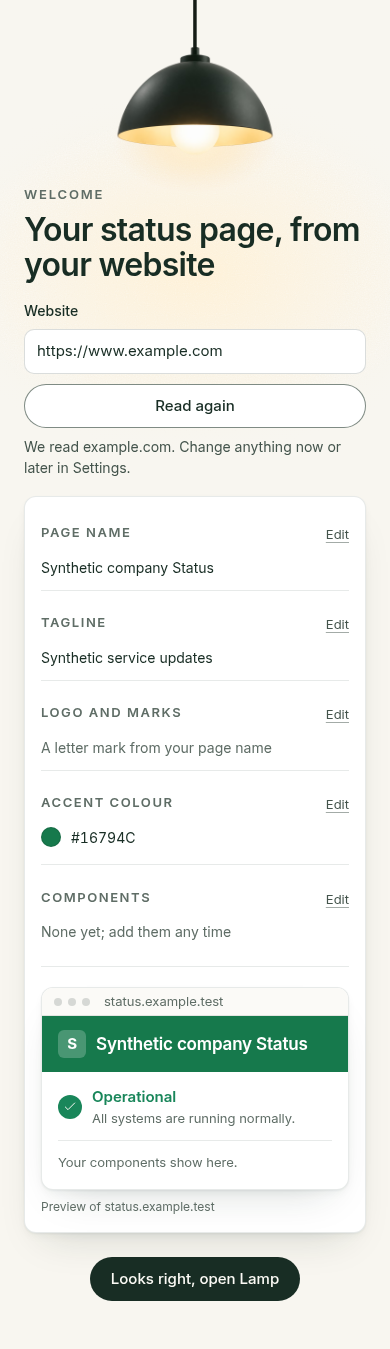 WELCOME
Your status page, from
your website
Website
https://www.example.com
Read again
We read example.com. Change anything now or
later in Settings.
PAGE NAME
Edit
Synthetic company Status
TAGLINE
Edit
Synthetic service updates
LOGO AND MARKS
Edit
A letter mark from your page name
ACCENT COLOUR
Edit
#16794C
COMPONENTS
Edit
None yet; add them any time
status.example.test
S
Synthetic company Status
Operational
All systems are running normally.
Your components show here.
Preview of status.example.test
Looks right, open Lamp